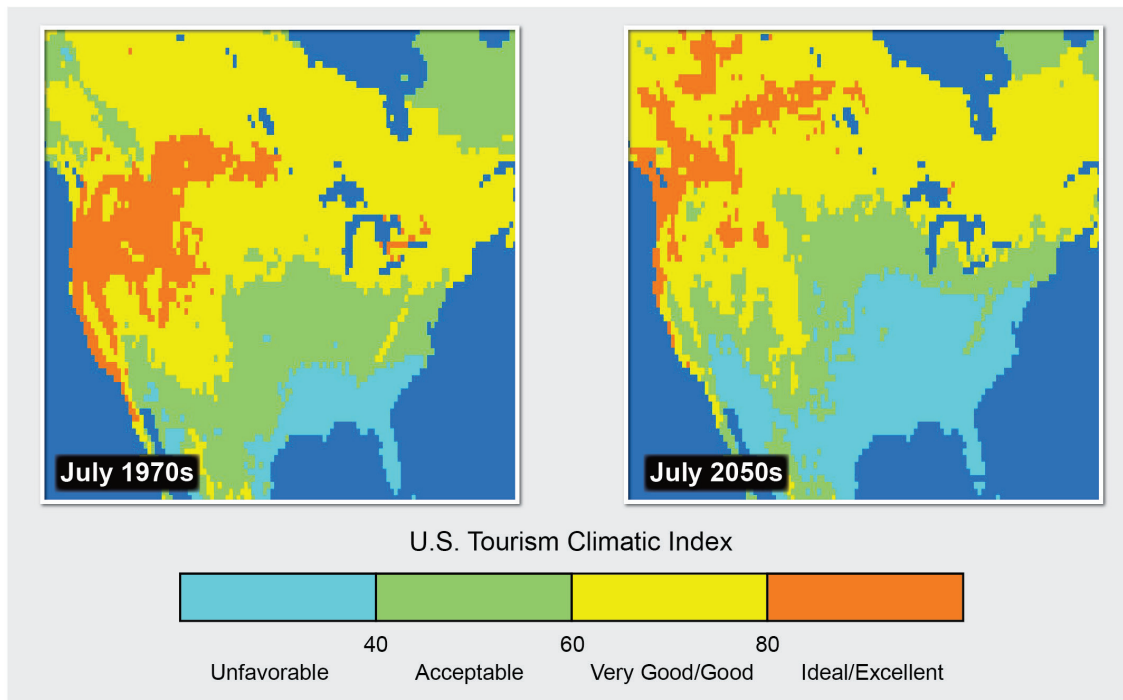 July 1970s
July 2050s
U.S. Tourism Climatic Index
40
60
80
Unfavorable
Acceptable
Very Good/Good
Ideal/Excellent